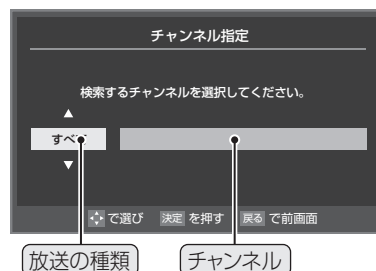 チャンネル指定
検索するチャンネルを選択してください。
すべて
で選び 決定 を押す 戻る で前画面
放送の種類 チャンネル